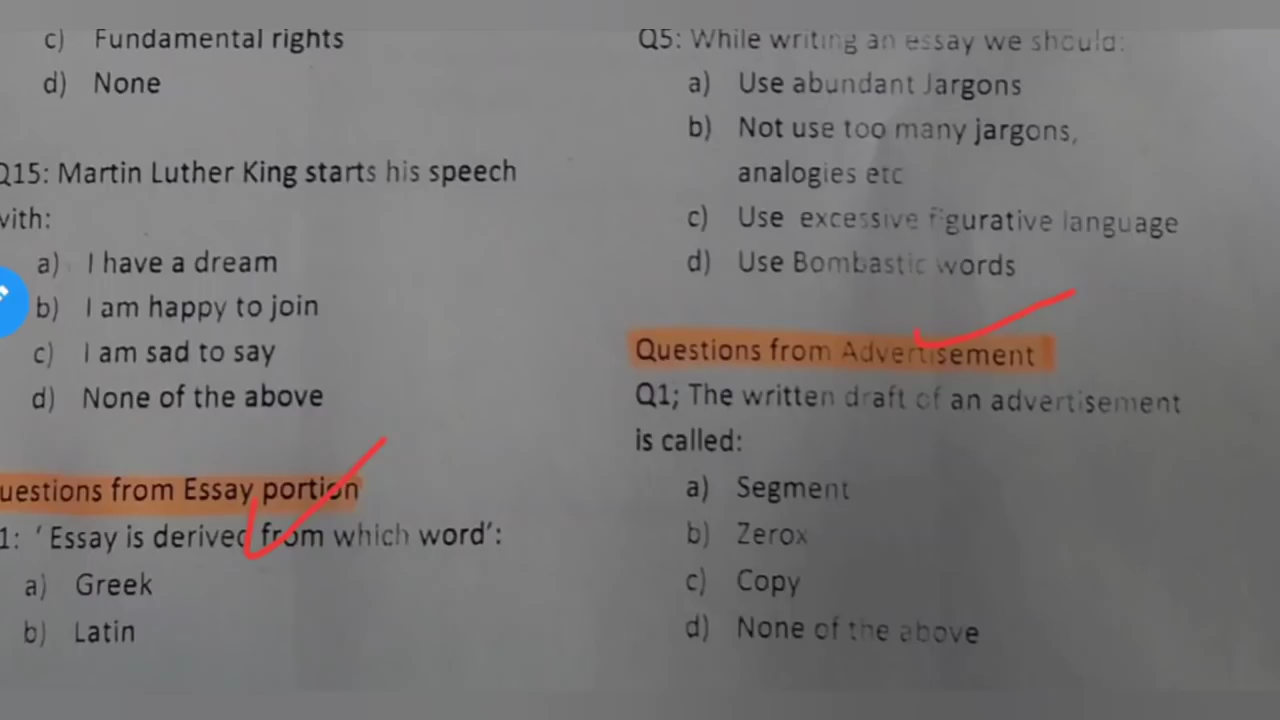 c) Fundamental rights
d) None
Q15: Martin Luther King starts his speech
with:
a) I have a dream
b) I am happy to join
c) I am sad to say
d) None of the above
uestions from Essay portion
1: ‘ Essay is derived from which word’:
a) Greek
b) Latin
Q5: While writing an essay we should:
a) Use abundant Jargons
b) Not use too many jargons,
analogies etc
c) Use excessive figurative language
d) Use Bombastic words
Questions from Advertisement
Q1; The written draft of an advertisement
is called:
a) Segment
b) Zerox
c) Copy
d) None of the above